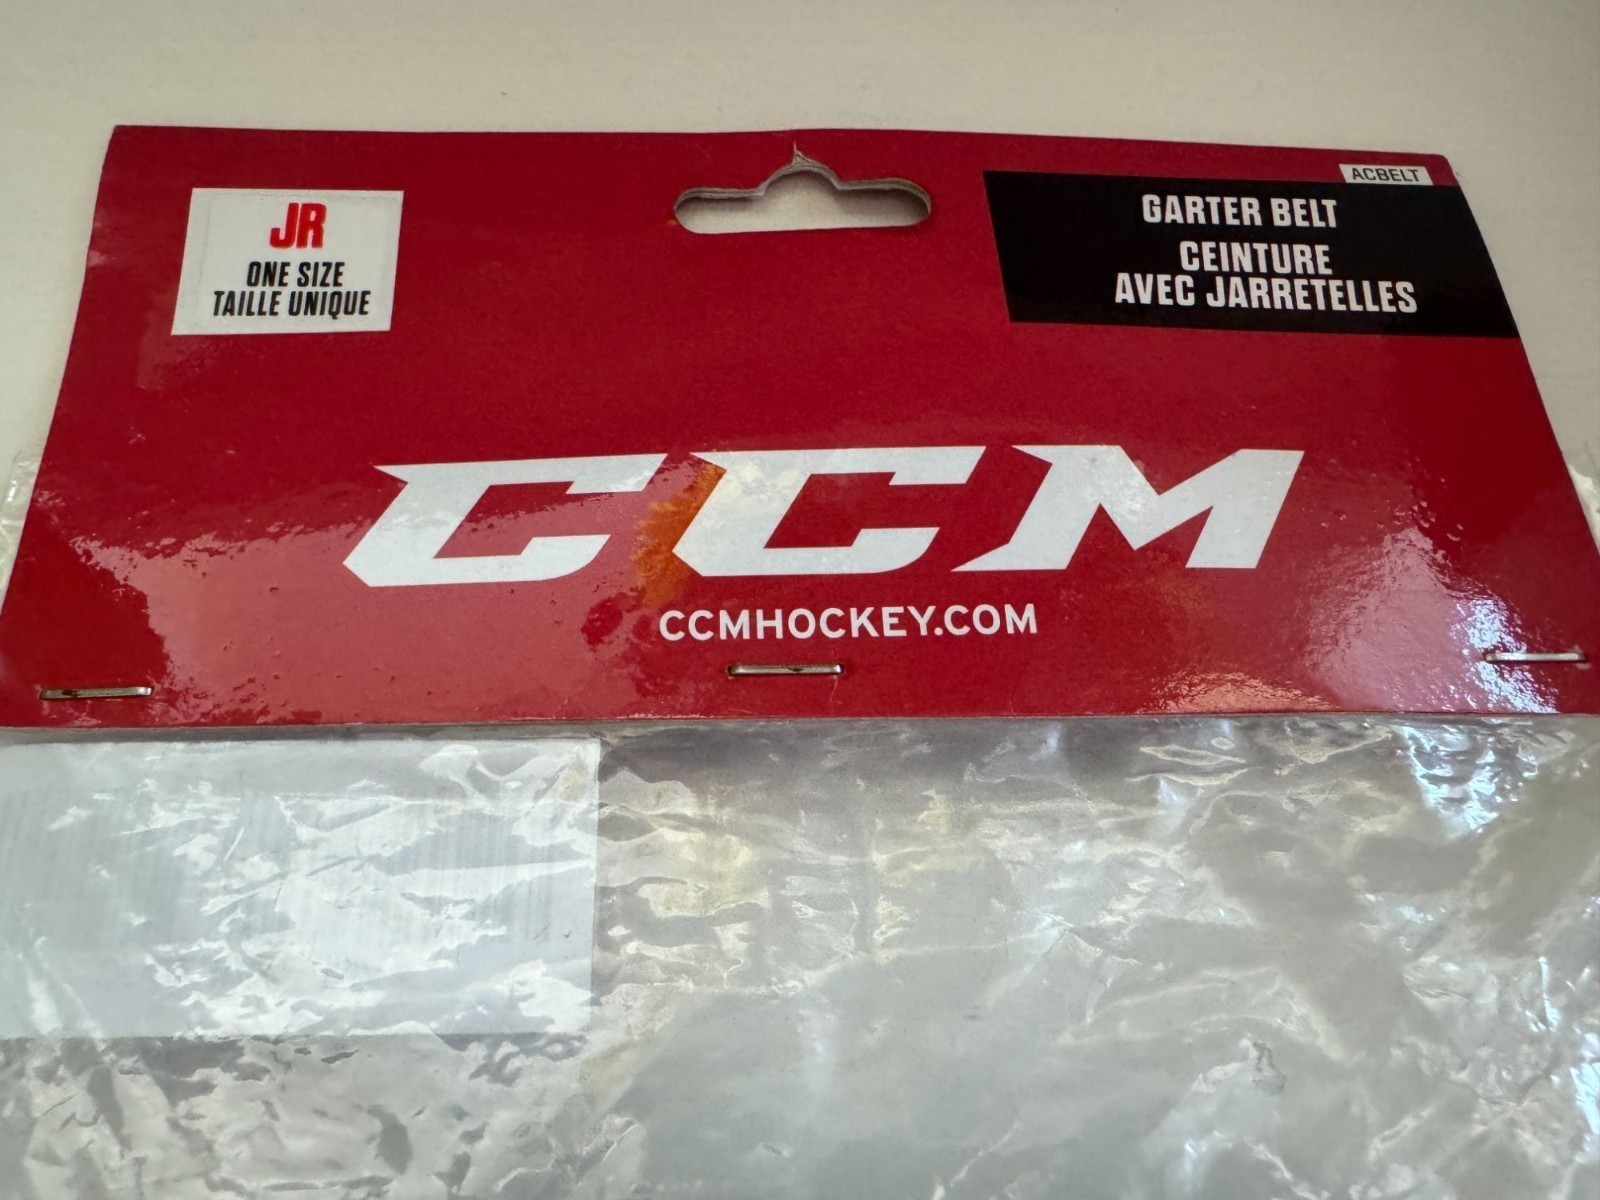 ACBELT
JR
ONE SIZE
TAILLE UNIQUE
GARTER BELT
CEINTURE
AVEC JARRETELLES
CCM
CCMHOCKEY.COM